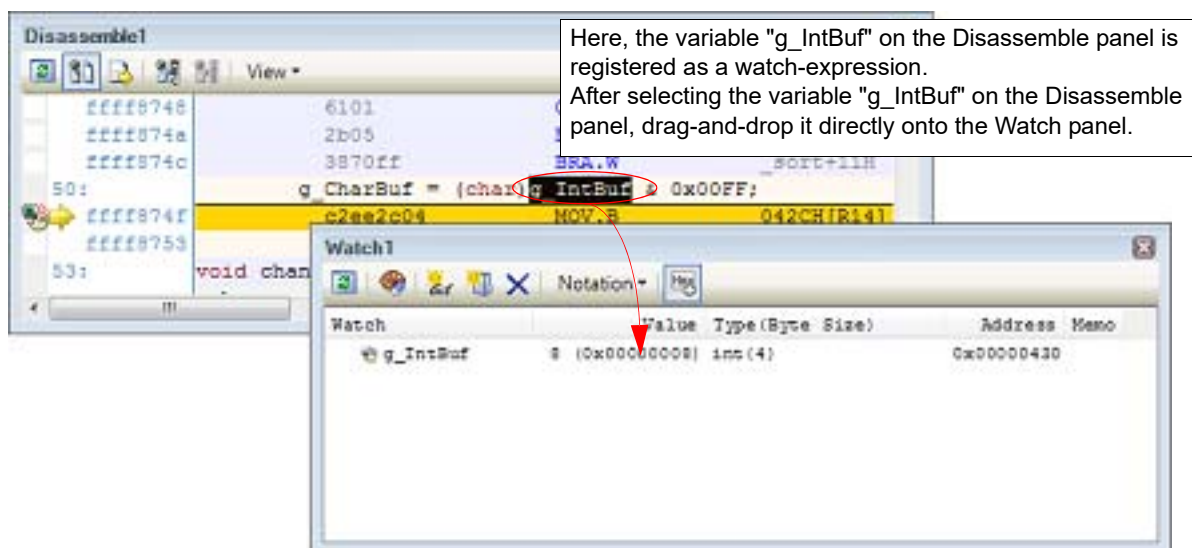 Disassemble1
View
Here, the variable "g_IntBuf" on the Disassemble panel is
registered as a watch-expression.
After selecting the variable "g_IntBuf" on the Disassemble
panel, drag-and-drop it directly onto the Watch panel.
ffff8748 6101
ffff874a 2b05
ffff874c 3870ff BRA.W _sort+11H
50: g_CharBuf = (char)g_IntBuf & 0x00FF;
ffff874f c2ee2c04 MOV.B 042CH[R14]
ffff8753
53: void chan
Watch1
Notation
Hex
Watch Value Type(Byte Size) Address Memo
g_IntBuf 8 (0x00000008) int(4) 0x00000430